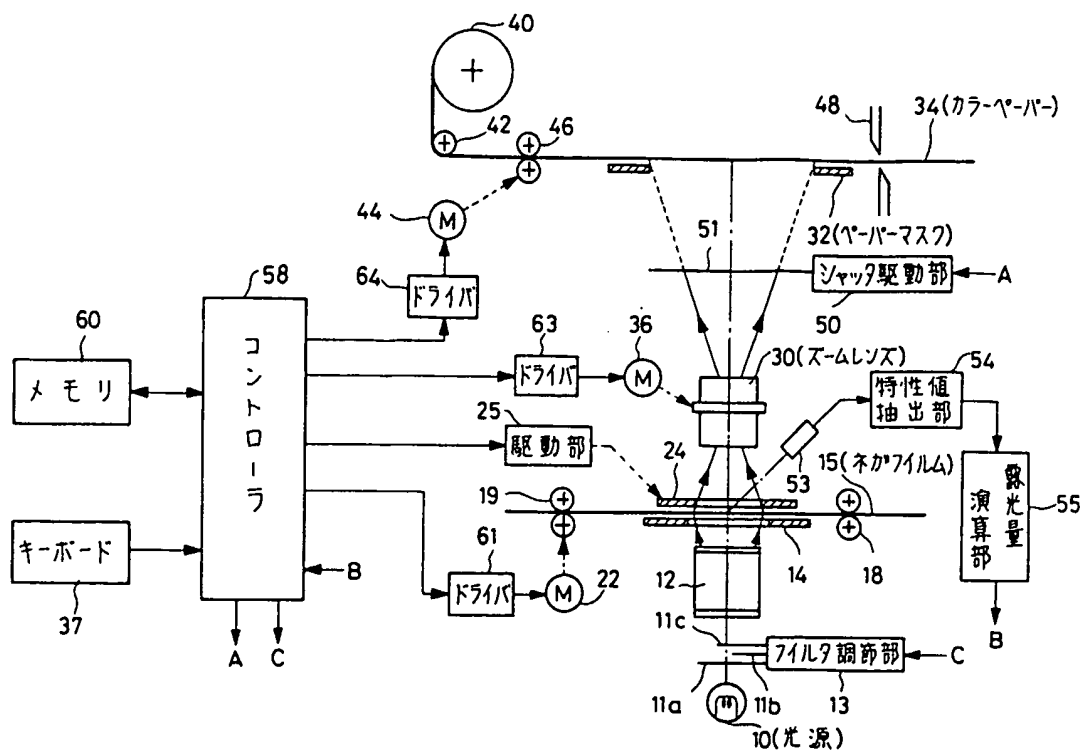 40
42
46
48
34(カラーペーパー)
44
M
32(ペーパーマスク)
51
58
64
ドライバ
シャッタ駆動部
A
50
60
メモリ
コントローラ
63
ドライバ
36
M
30(ズームレンズ)
54
特性値
抽出部
25
駆動部
24
53
15(ネガフイルム)
19
露光量
演算部
55
キーボード
37
B
61
ドライバ
M
22
12
14
18
B
A
C
11c
フイルタ調節部
C
11a
11b
13
10(光源)